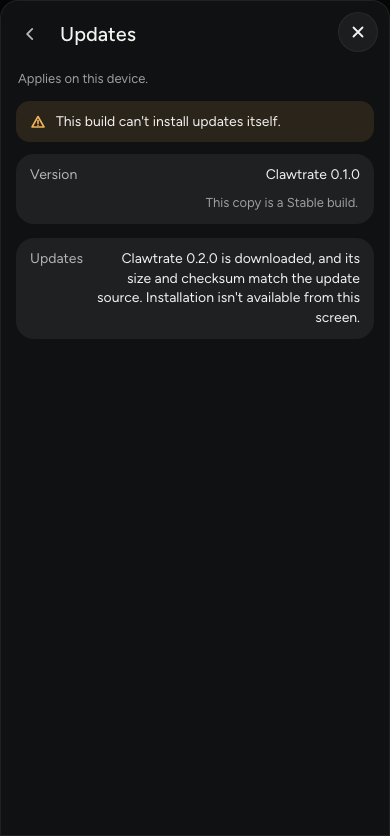 Updates
Applies on this device.
This build can't install updates itself.
Version
Clawtrate 0.1.0
This copy is a Stable build.
Updates
Clawtrate 0.2.0 is downloaded, and its
size and checksum match the update
source. Installation isn't available from this
screen.